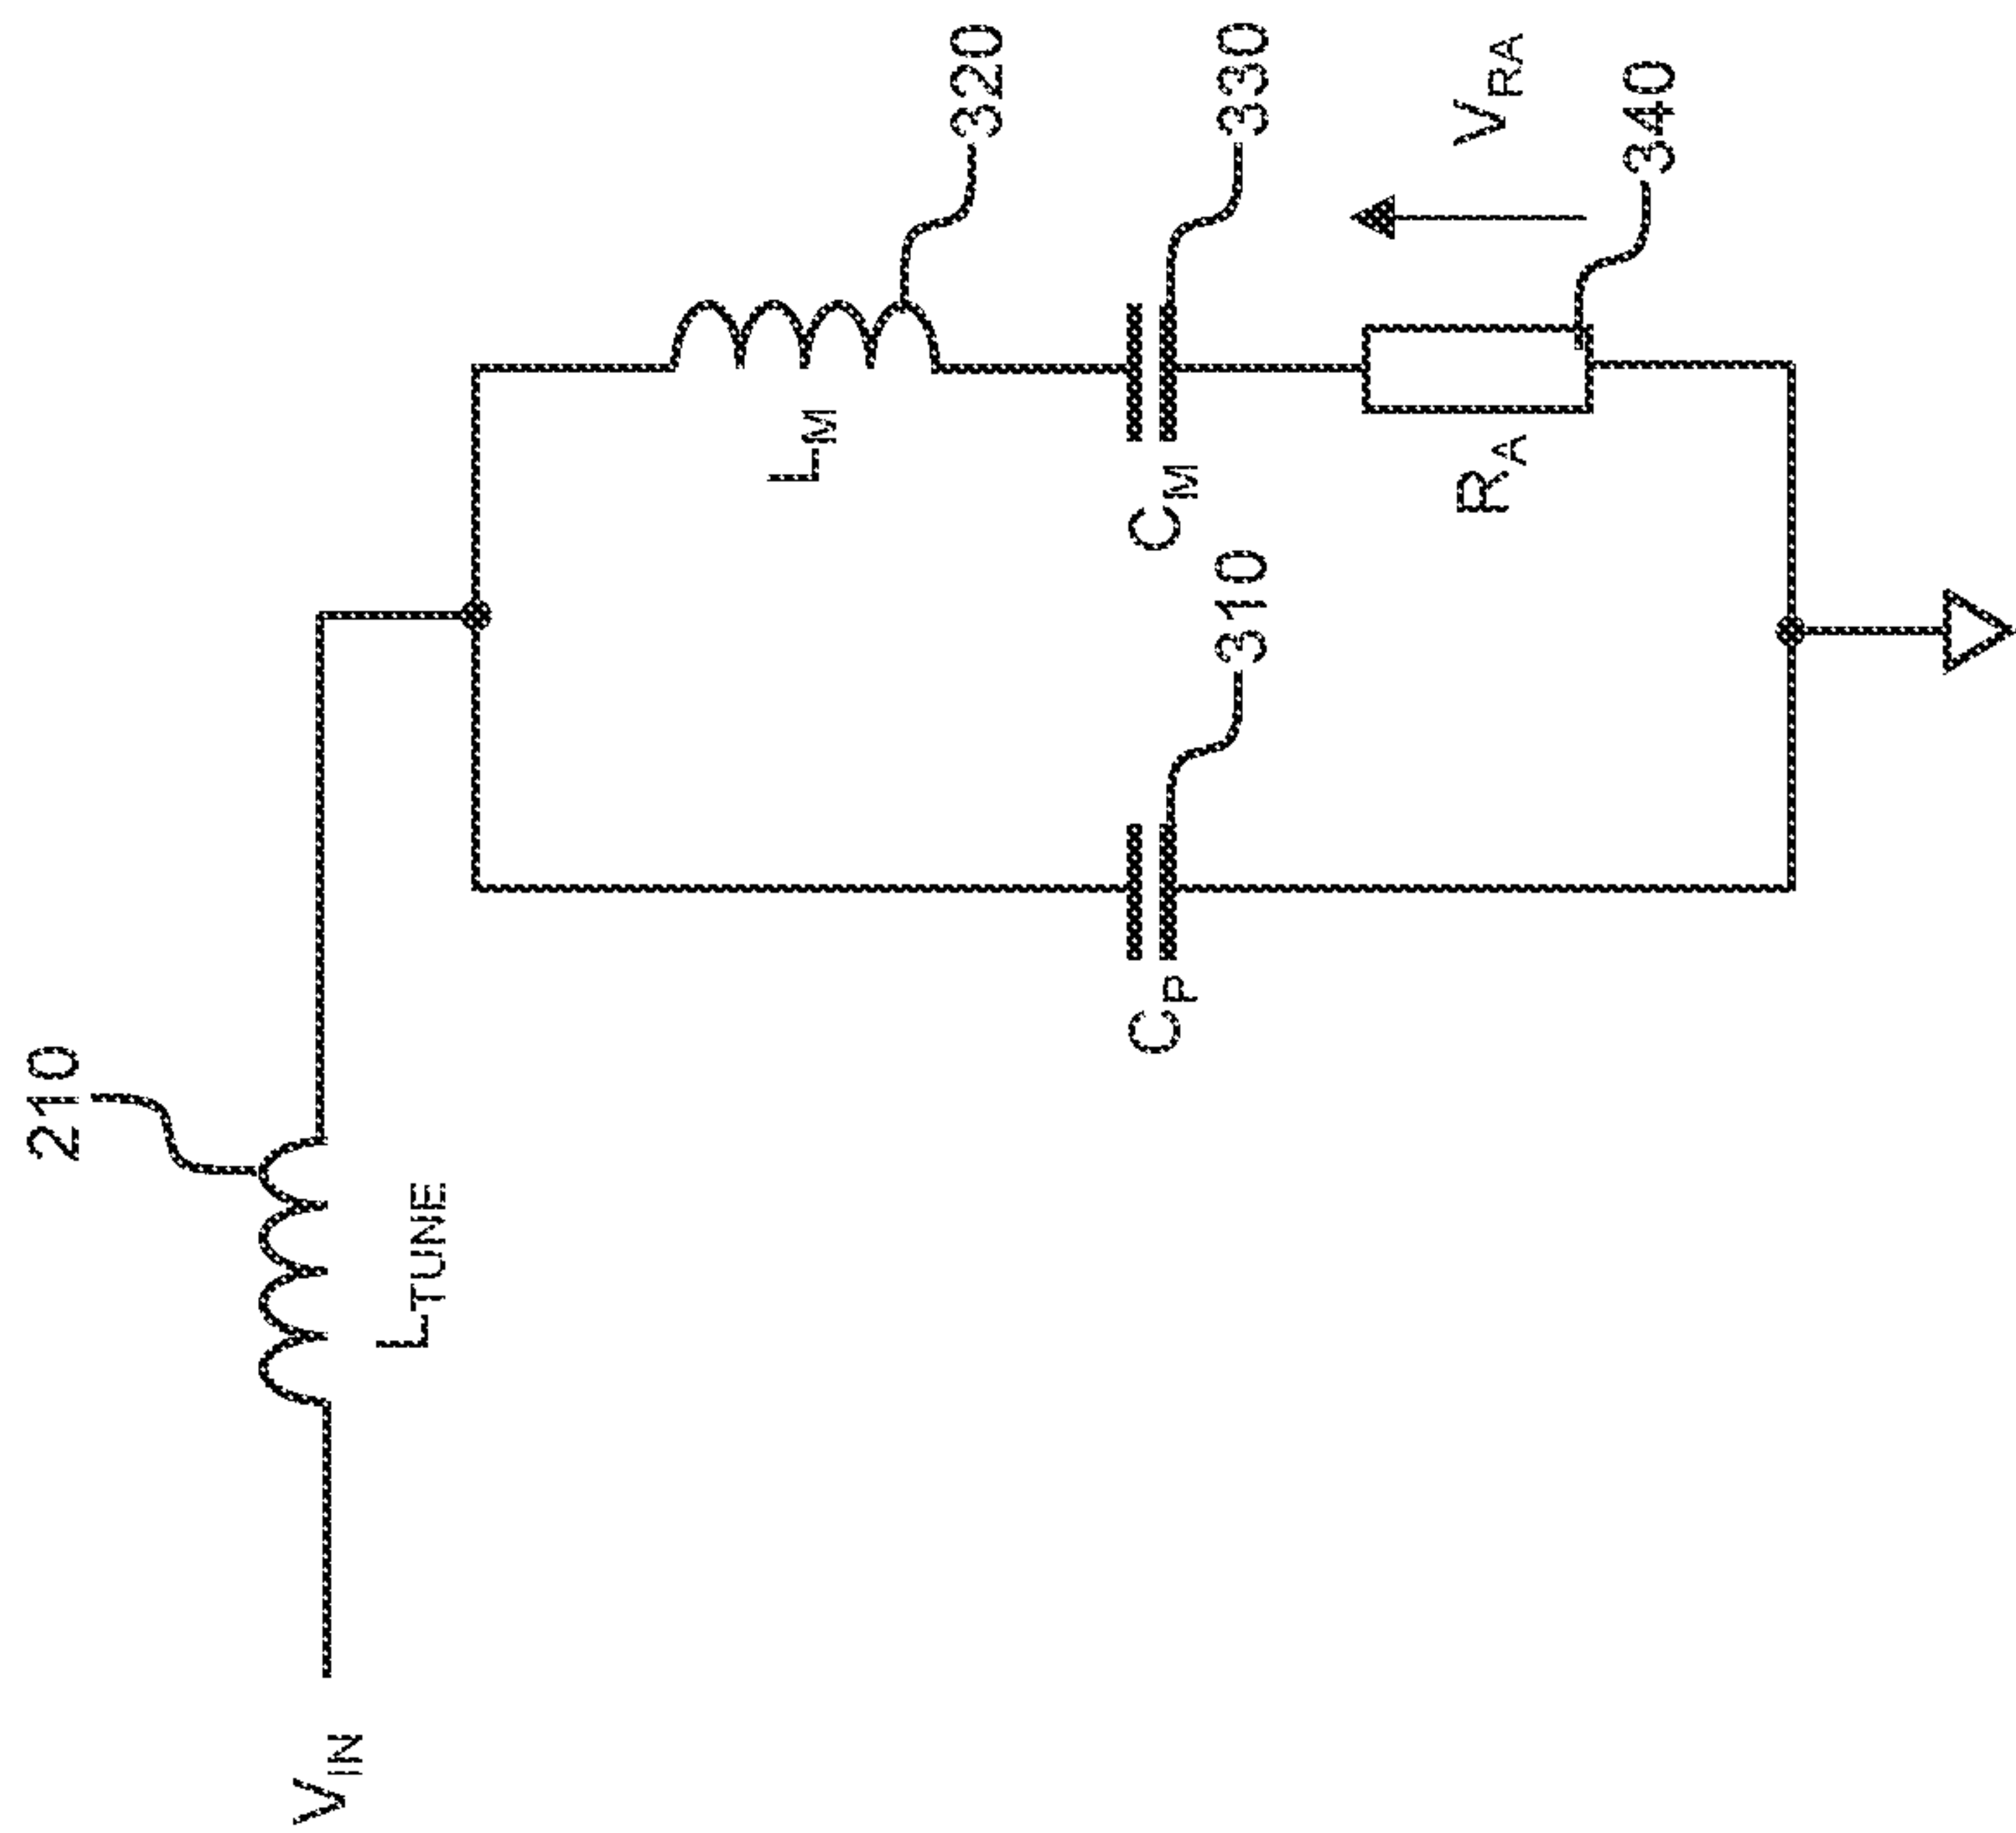 210
L_TUNE
V_IN
320
L_M
330
C_M
310
C_P
V_RA
340
R_A